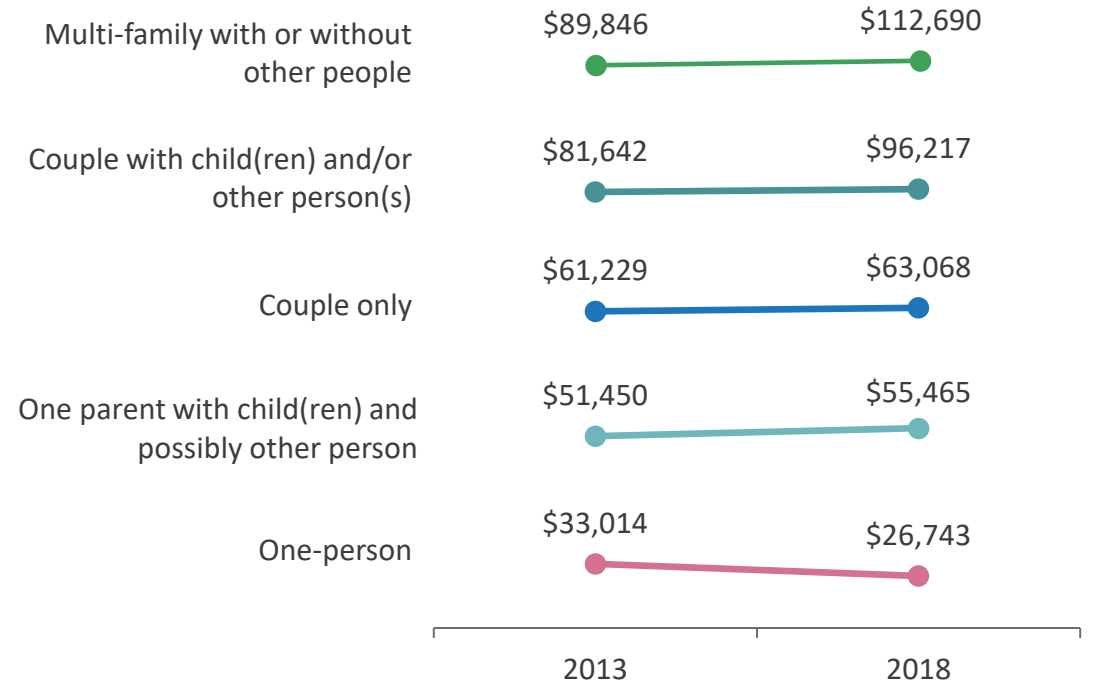 Multi-family with or without
other people
$89,846
$112,690
Couple with child(ren) and/or
other person(s)
$81,642
$96,217
Couple only
$61,229
$63,068
One parent with child(ren) and
possibly other person
$51,450
$55,465
One-person
$33,014
$26,743
2013
2018